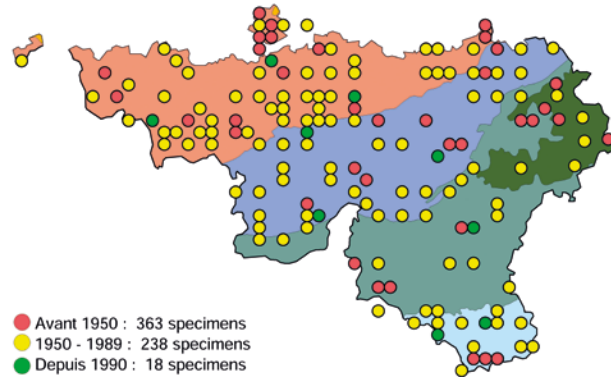 Avant 1950 : 363 specimens
1950 - 1989 : 238 specimens
Depuis 1990 : 18 specimens